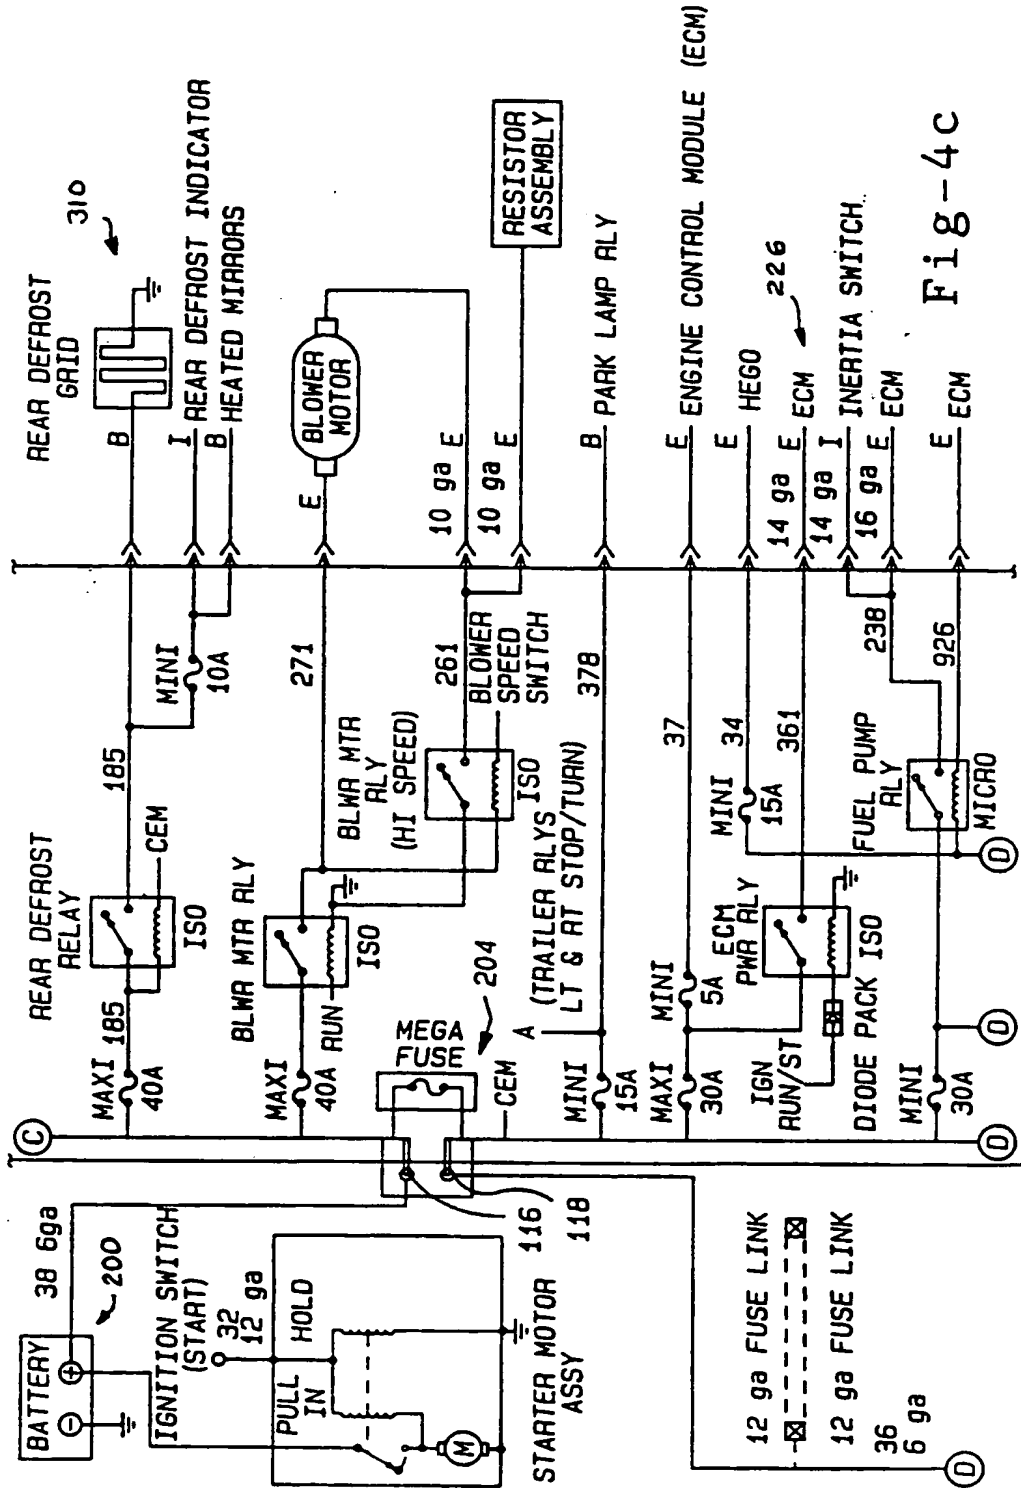 BATTERY
38 6ga
200
IGNITION SWITCH
(START)
32
12 ga
PULL
IN
HOLD
M
STARTER MOTOR
ASSY
12 ga FUSE LINK
12 ga FUSE LINK
36
6 ga
D
C
116
118
MEGA
FUSE
204
CEM
REAR DEFROST
RELAY
MAXI
40A
185
CEM
ISO
185
MINI
10A
REAR DEFROST
GRID
310
B
I REAR DEFROST INDICATOR
B HEATED MIRRORS
BLWR MTR RLY
MAXI
40A
RUN
ISO
271
E
BLOWER
MOTOR
BLWR MTR
RLY
(HI SPEED)
ISO
261
BLOWER
SPEED
SWITCH
10 ga E
10 ga E
RESISTOR
ASSEMBLY
A (TRAILER RLYS
LT & RT STOP/TURN)
MINI
15A
378
B PARK LAMP RLY
MAXI
30A
MINI
5A
37
E ENGINE CONTROL MODULE (ECM)
ECM
PWR RLY
IGN
RUN/ST
DIODE PACK
ISO
MINI
15A
34
E HEGO
361
14 ga E ECM
226
14 ga I INERTIA SWITCH
16 ga E ECM
238
FUEL PUMP
RLY
MINI
30A
MICRO
926
E ECM
D
D
D
Fig-4c